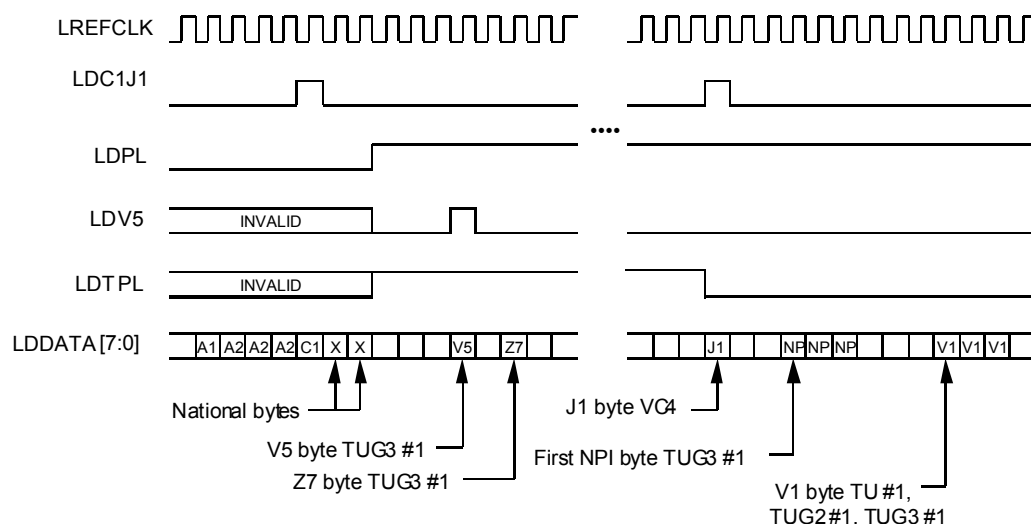 LREFCLK
LDC1J1
LDPL
LDV5
INVALID
LDTPL
INVALID
LDDATA [7:0]
A1 A2 A2 A2 C1 X X V5 Z7 J1 NP NP NP V1 V1 V1
National bytes
J1 byte VC4
V5 byte TUG3 #1
First NPI byte TUG3 #1
Z7 byte TUG3 #1
V1 byte TU #1,
TUG2 #1, TUG3 #1